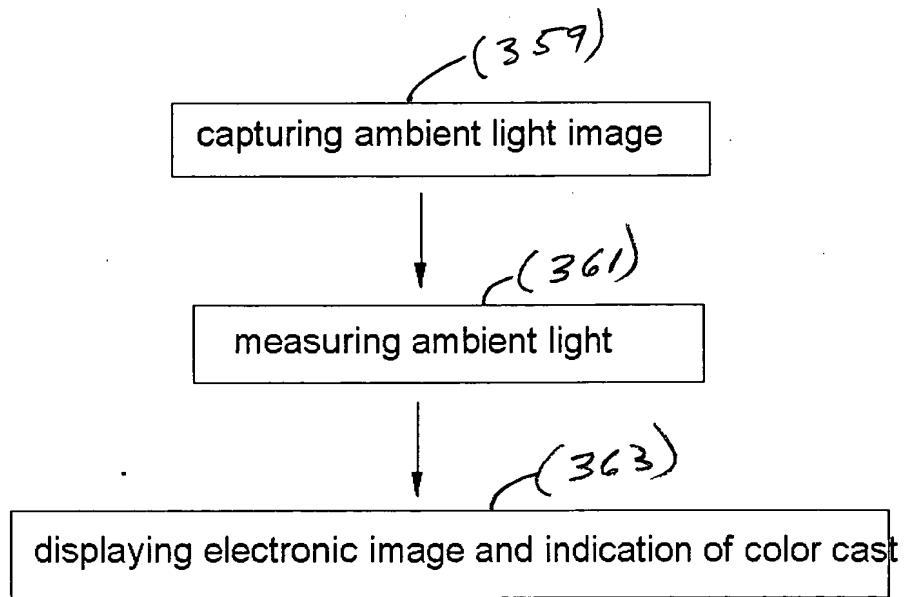 (359)
capturing ambient light image
(361)
measuring ambient light
(363)
displaying electronic image and indication of color cast